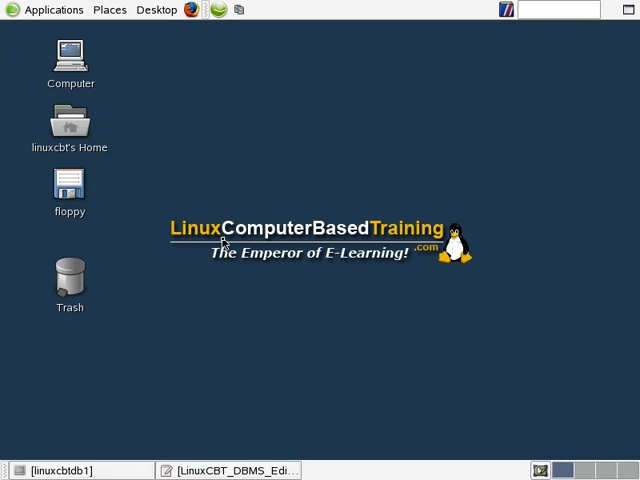 Applications Places Desktop
Computer
linuxcbt's Home
floppy
Trash
LinuxComputerBasedTraining
.com
The Emperor of E-Learning!
[linuxcbtdb1]
[LinuxCBT_DBMS_Edi...